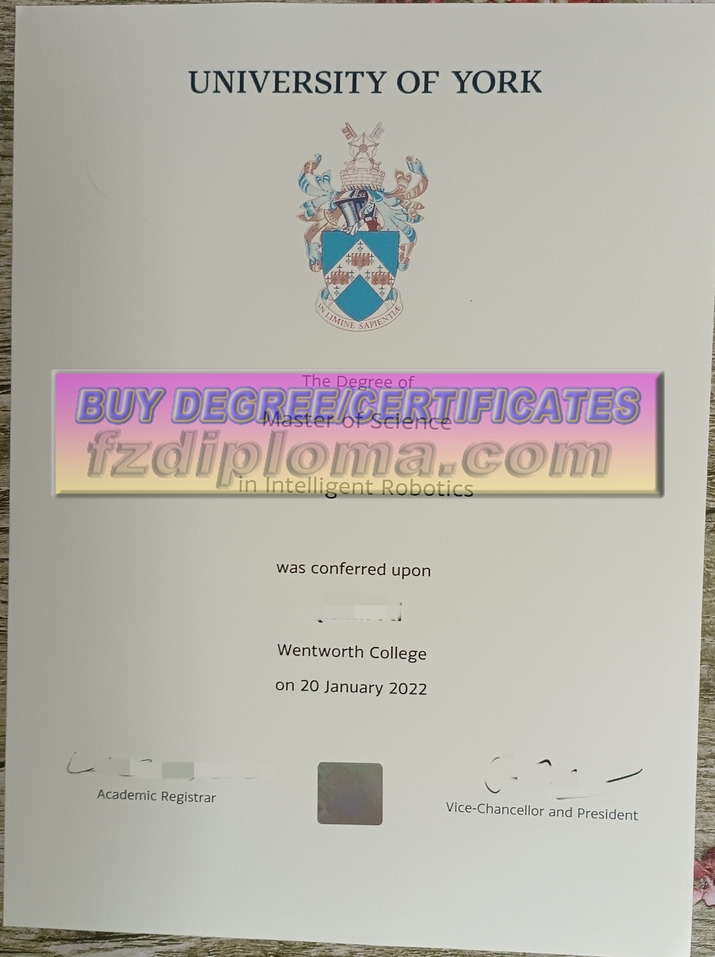 UNIVERSITY OF YORK
IN LIMINE SAPIENTIÆ
The Degree of
BUY DEGREE/CERTIFICATES
Master of Science
fzdiploma.com
in Intelligent Robotics
was conferred upon
Wentworth College
on 20 January 2022
Academic Registrar
Vice-Chancellor and President